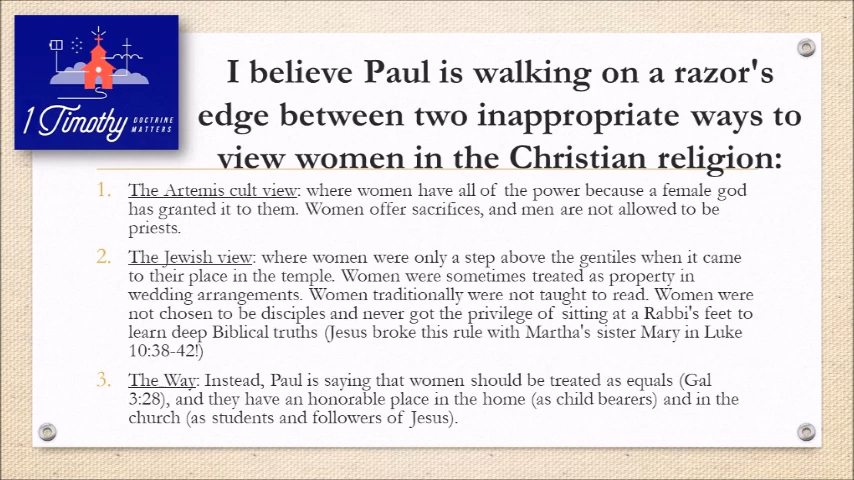 1 Timothy DOCTRINE
MATTERS
I believe Paul is walking on a razor's
edge between two inappropriate ways to
view women in the Christian religion:
1. The Artemis cult view: where women have all of the power because a female god
has granted it to them. Women offer sacrifices, and men are not allowed to be
priests.
2. The Jewish view: where women were only a step above the gentiles when it came
to their place in the temple. Women were sometimes treated as property in
wedding arrangements. Women traditionally were not taught to read. Women were
not chosen to be disciples and never got the privilege of sitting at a Rabbi's feet to
learn deep Biblical truths (Jesus broke this rule with Martha's sister Mary in Luke
10:38-42!)
3. The Way: Instead, Paul is saying that women should be treated as equals (Gal
3:28), and they have an honorable place in the home (as child bearers) and in the
church (as students and followers of Jesus).